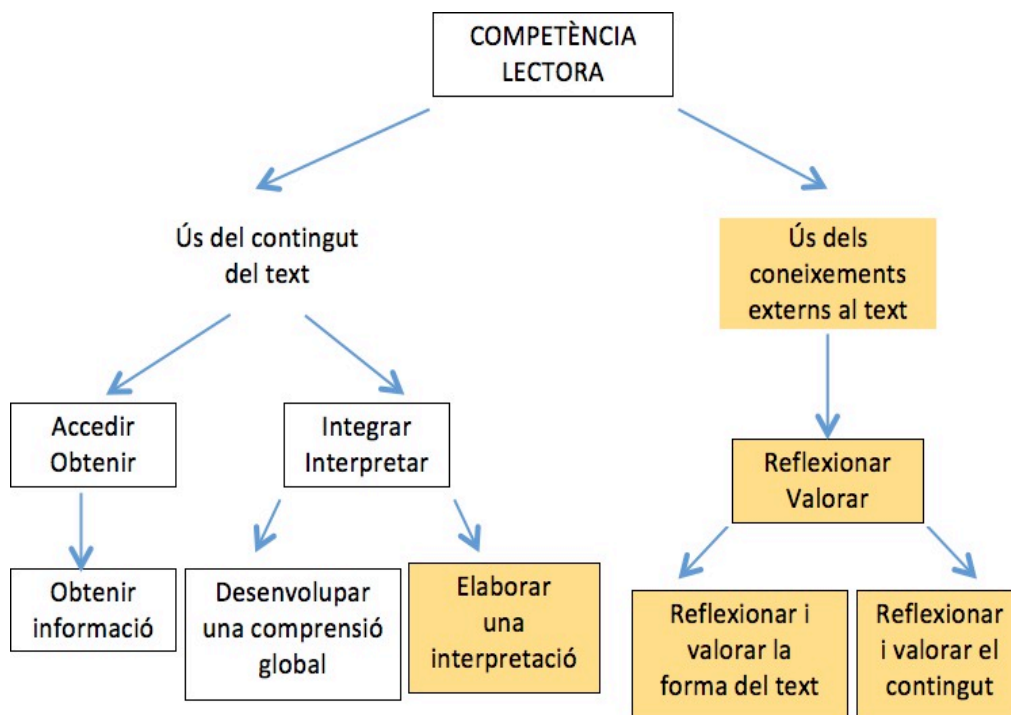 COMPETÈNCIA
LECTORA
Ús del contingut
del text
Ús dels
coneixements
externs al text
Accedir
Obtenir
Integrar
Interpretar
Reflexionar
Valorar
Obtenir
informació
Desenvolupar
una comprensió
global
Elaborar
una
interpretació
Reflexionar i
valorar la
forma del text
Reflexionar
i valorar el
contingut